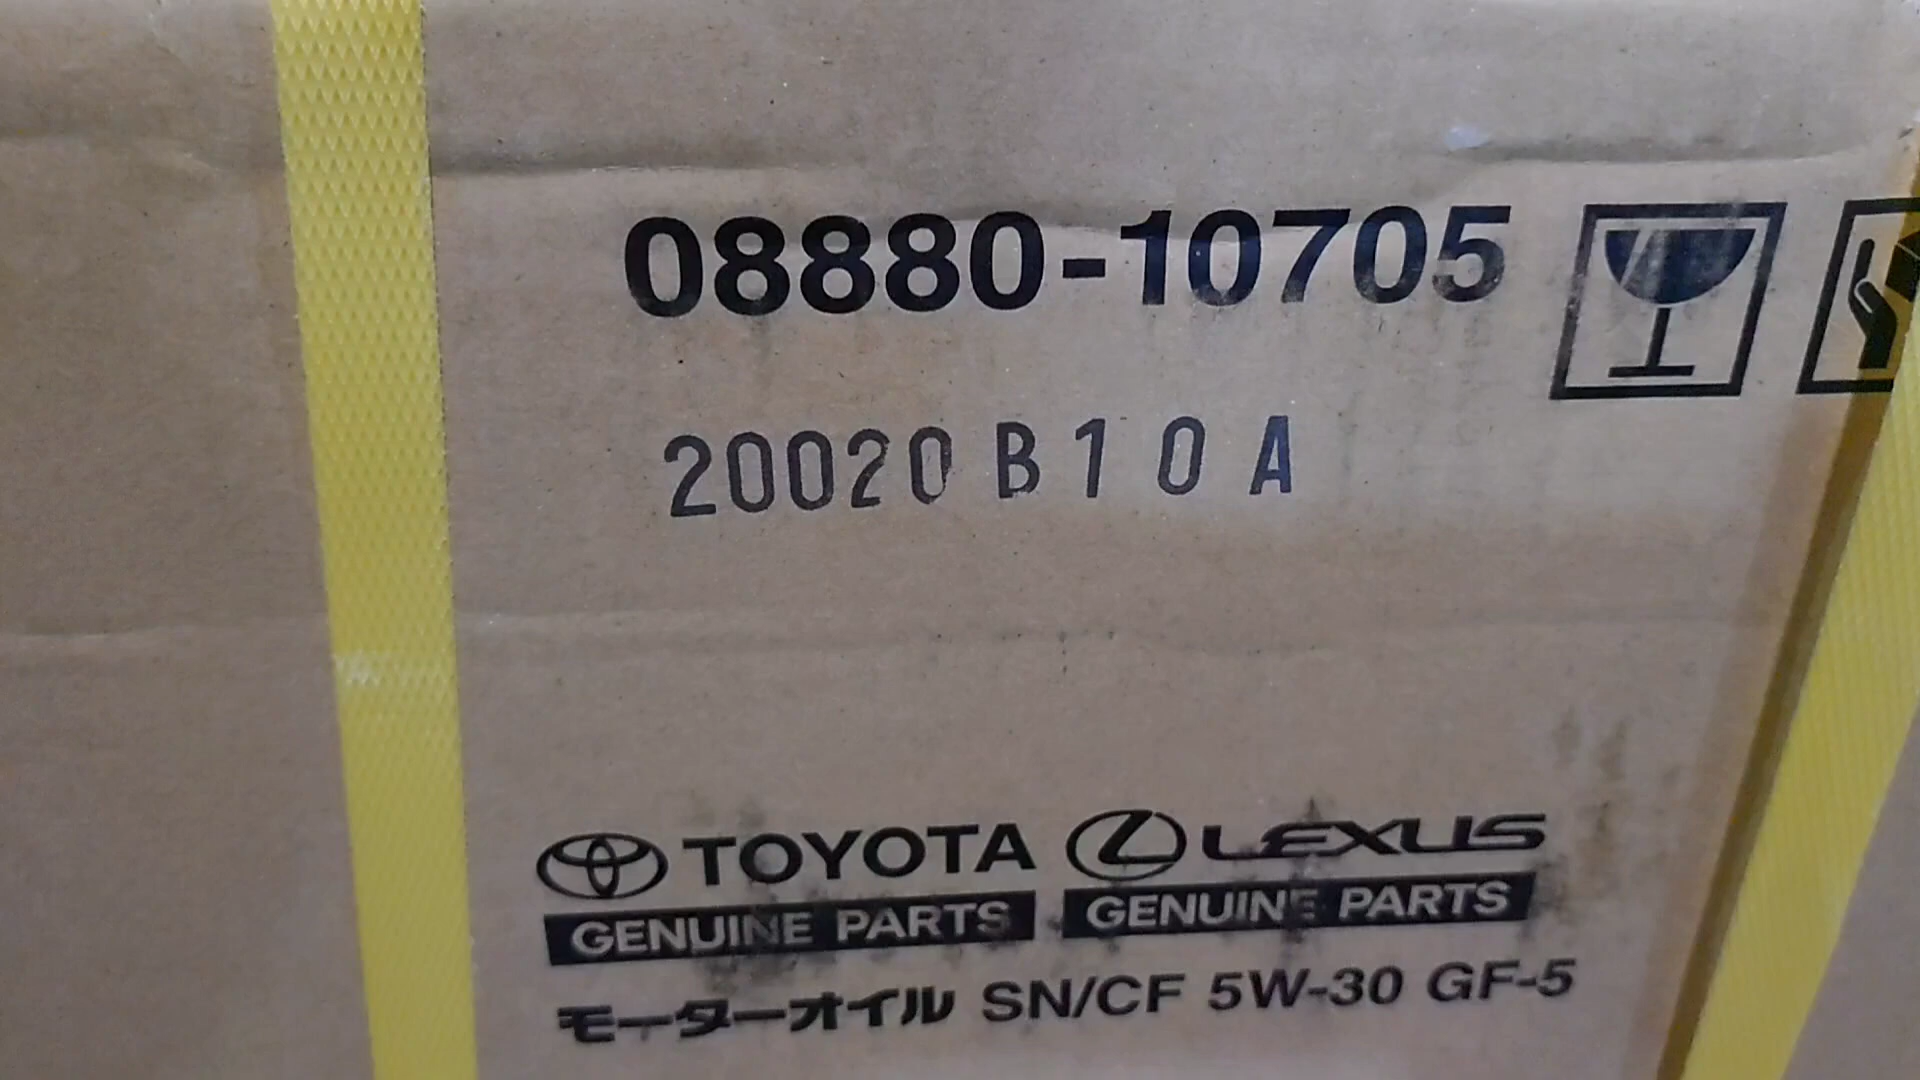 08880-10705
20020 B 1 0 A
TOYOTA LEXUS
GENUINE PARTS GENUINE PARTS
モーターオイル SN/CF 5W-30 GF-5